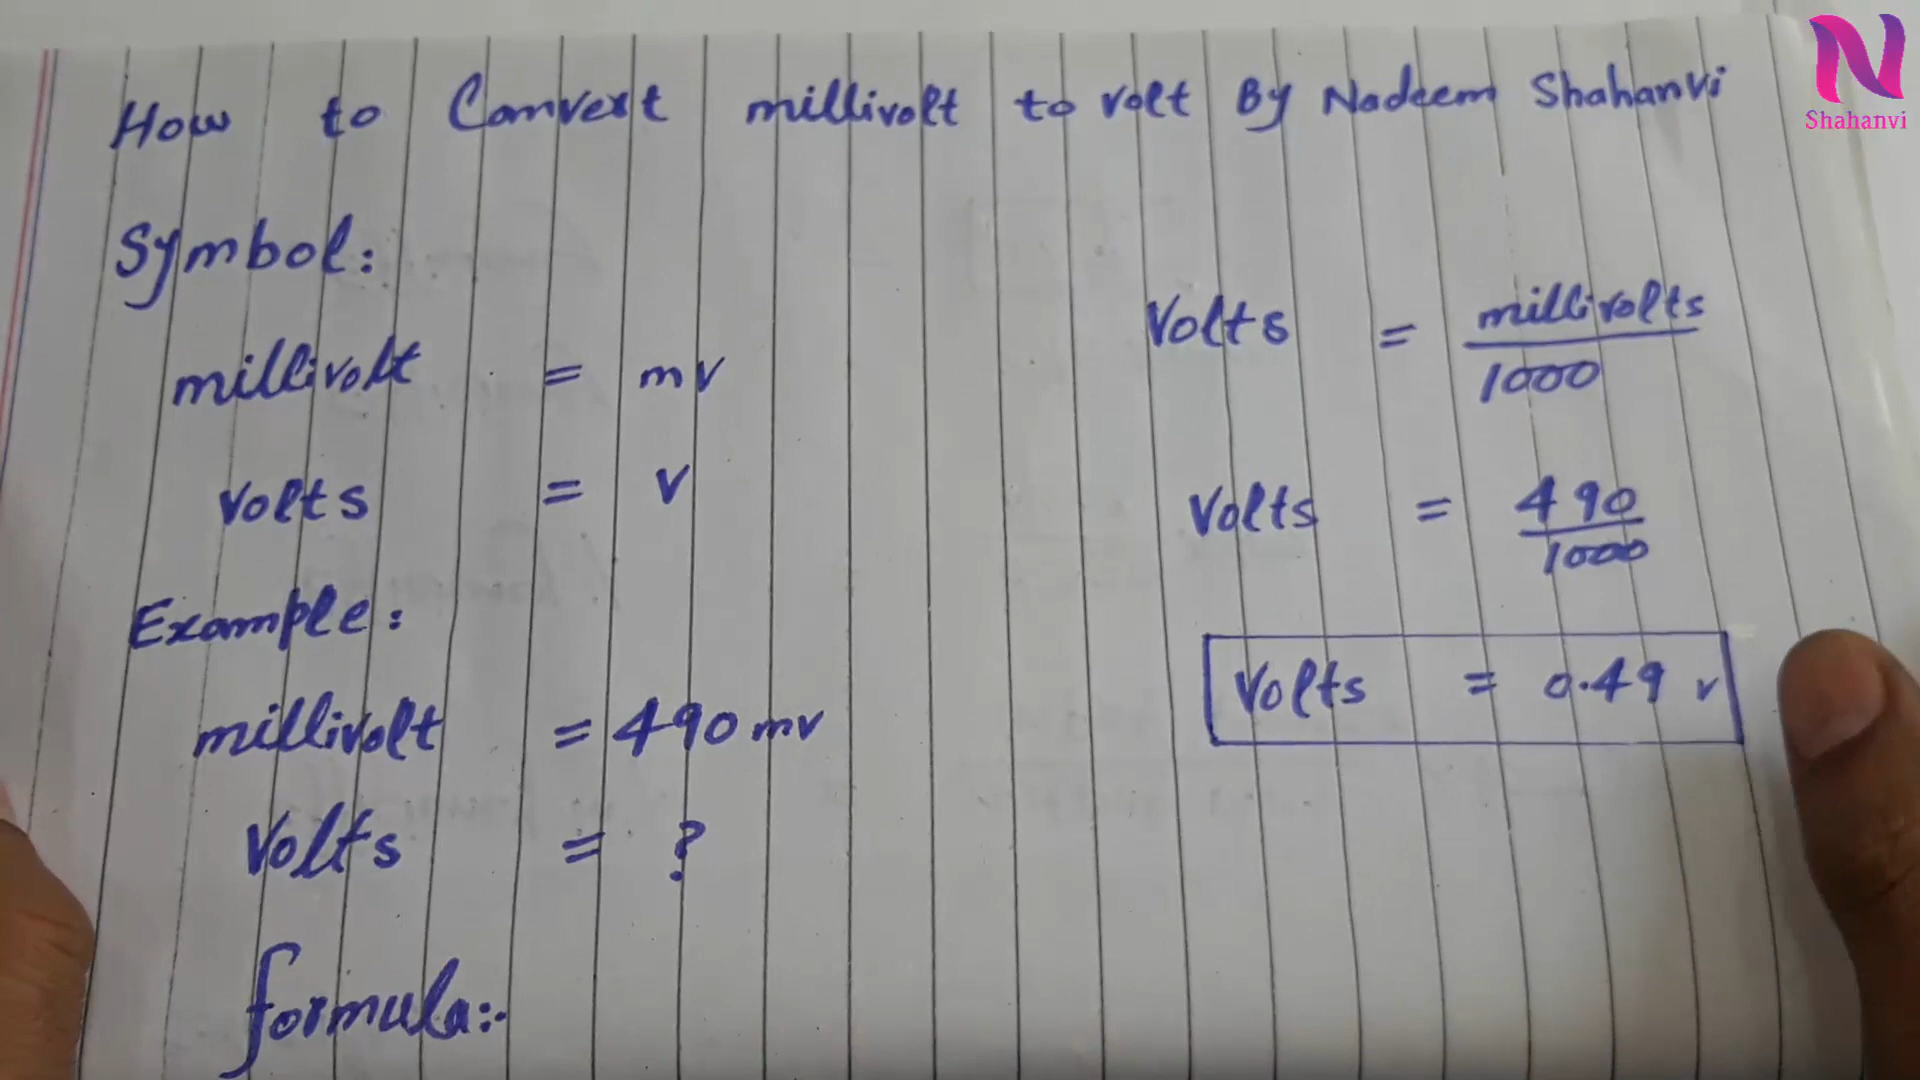 How to Convert millivolt to volt By Nadeem Shahanvi
Symbol:
millivolt = mv
volts = v
Example:
millivolt = 490 mv
Volts = ?
formula:-
Volts = millivolts
1000
Volts = 490
1000
Volts = 0.49 v
N
Shahanvi